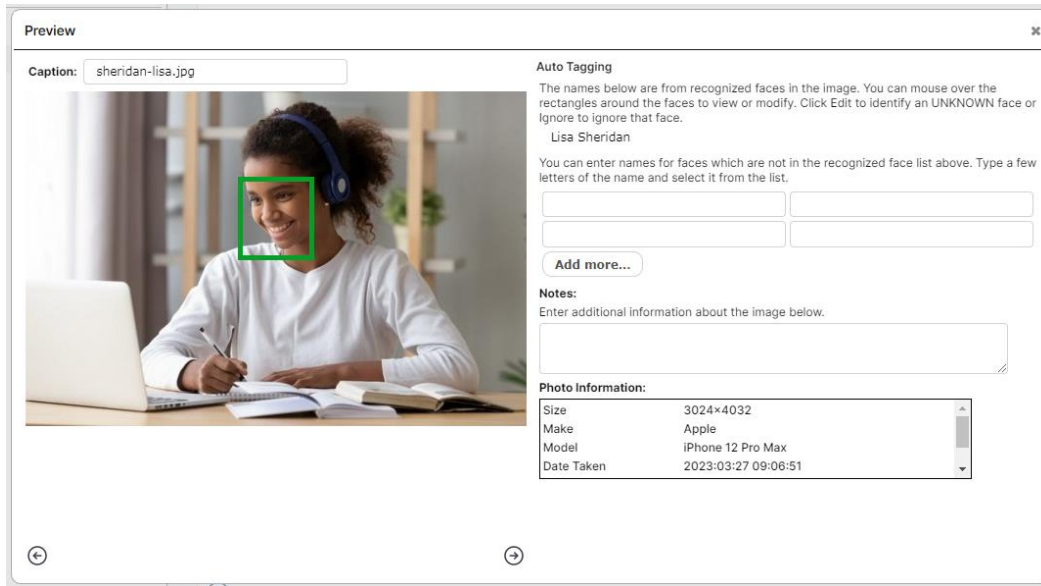 Preview
Caption: sheridan-lisa.jpg
Auto Tagging
The names below are from recognized faces in the image. You can mouse over the
rectangles around the faces to view or modify. Click Edit to identify an UNKNOWN face or
Ignore to ignore that face.
Lisa Sheridan
You can enter names for faces which are not in the recognized face list above. Type a few
letters of the name and select it from the list.
Add more...
Notes:
Enter additional information about the image below.
Photo Information:
Size 3024×4032
Make Apple
Model iPhone 12 Pro Max
Date Taken 2023:03:27 09:06:51